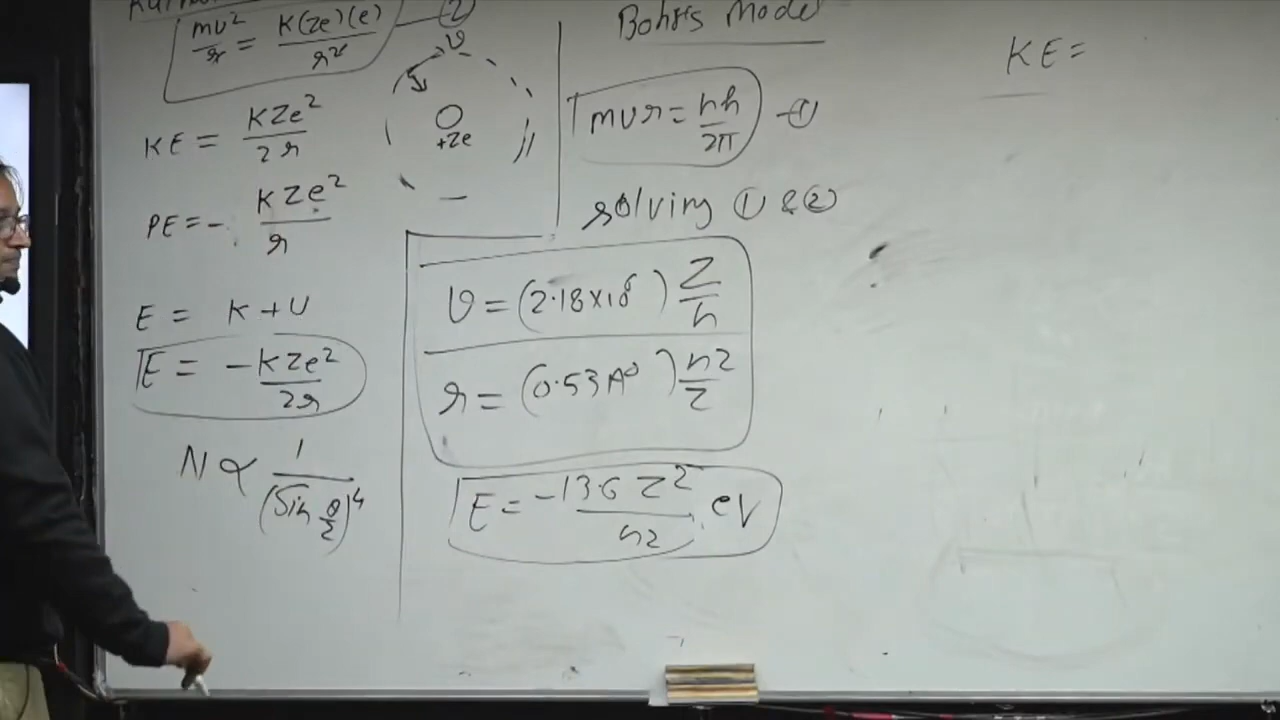 mv²/r = K(Ze)(e)/r² — ②
v
+Ze
KE = KZe²/2r
PE = - KZe²/r
E = K + U
E = -KZe²/2r
N ∝ 1/(Sin θ/2)⁴
Bohr's Model
mvr = nh/2π —①
solving ① & ②
v = (2.18×10⁶) Z/n
r = (0.53 A°) n²/Z
E = -13.6 Z²/n² eV
KE =